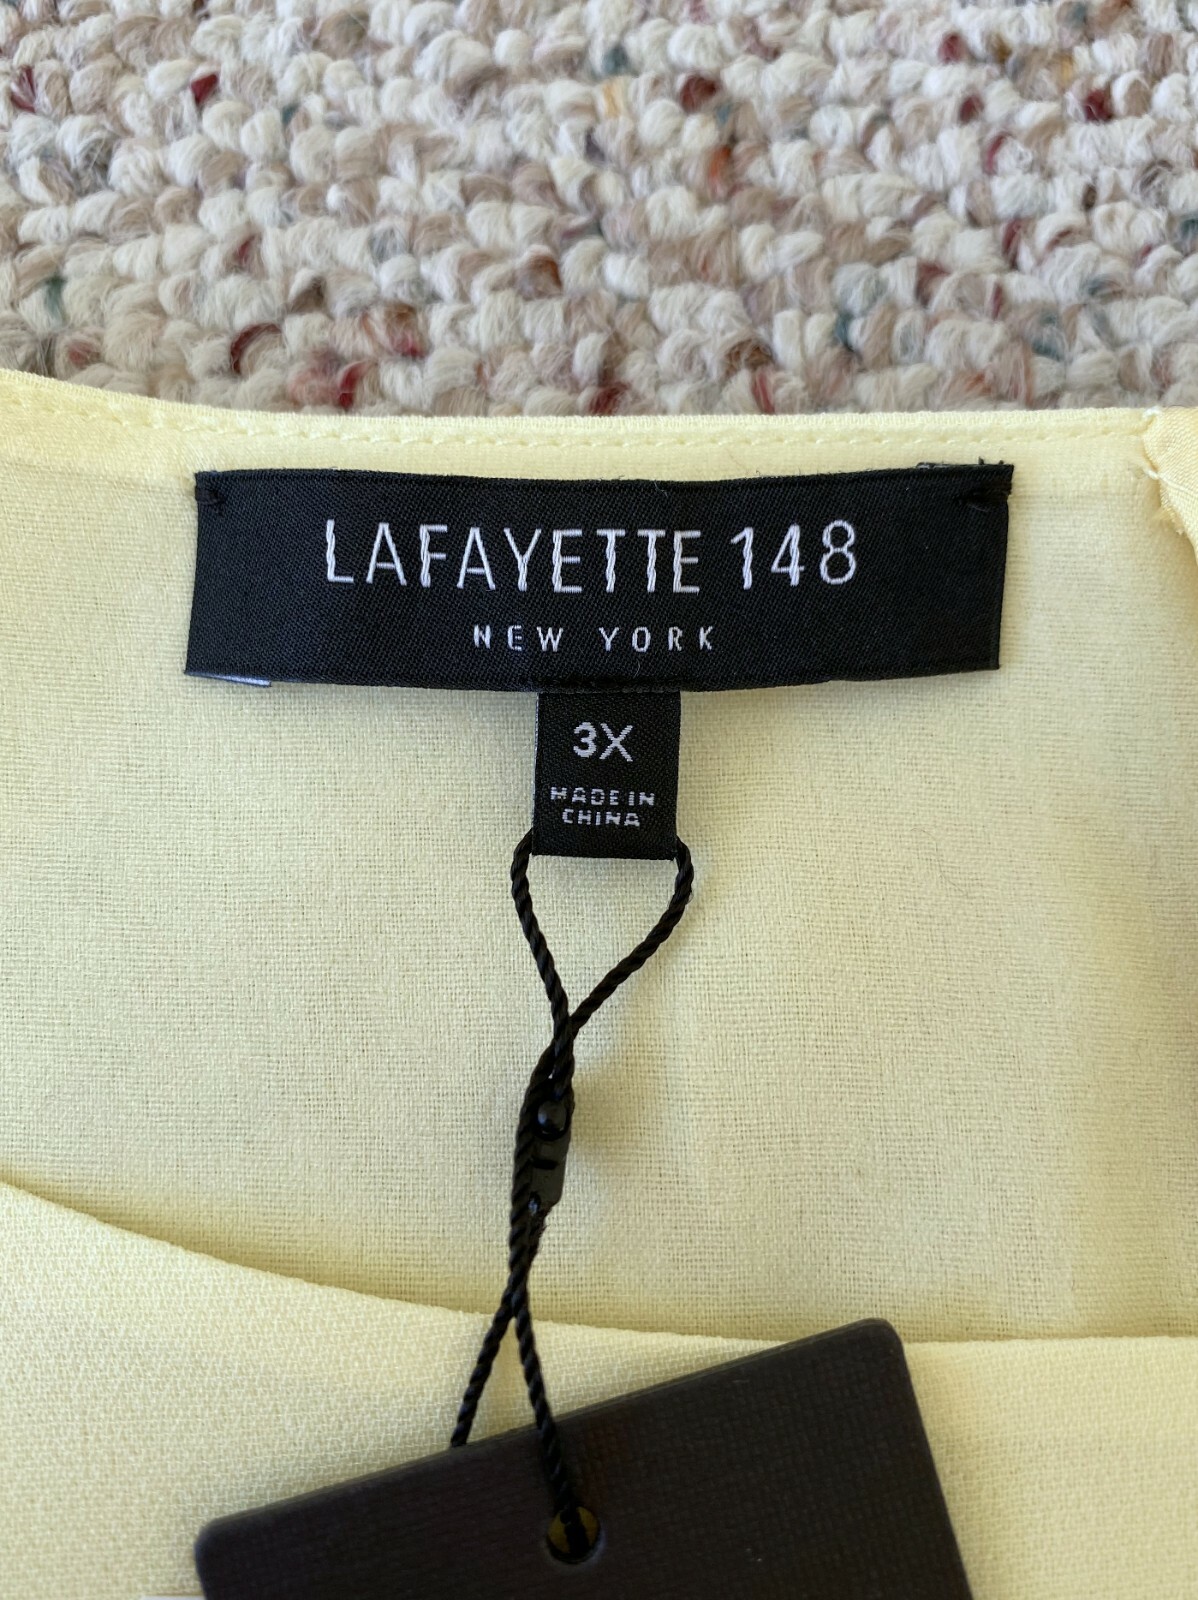 LAFAYETTE 148
NEW YORK
3X
MADE IN
CHINA